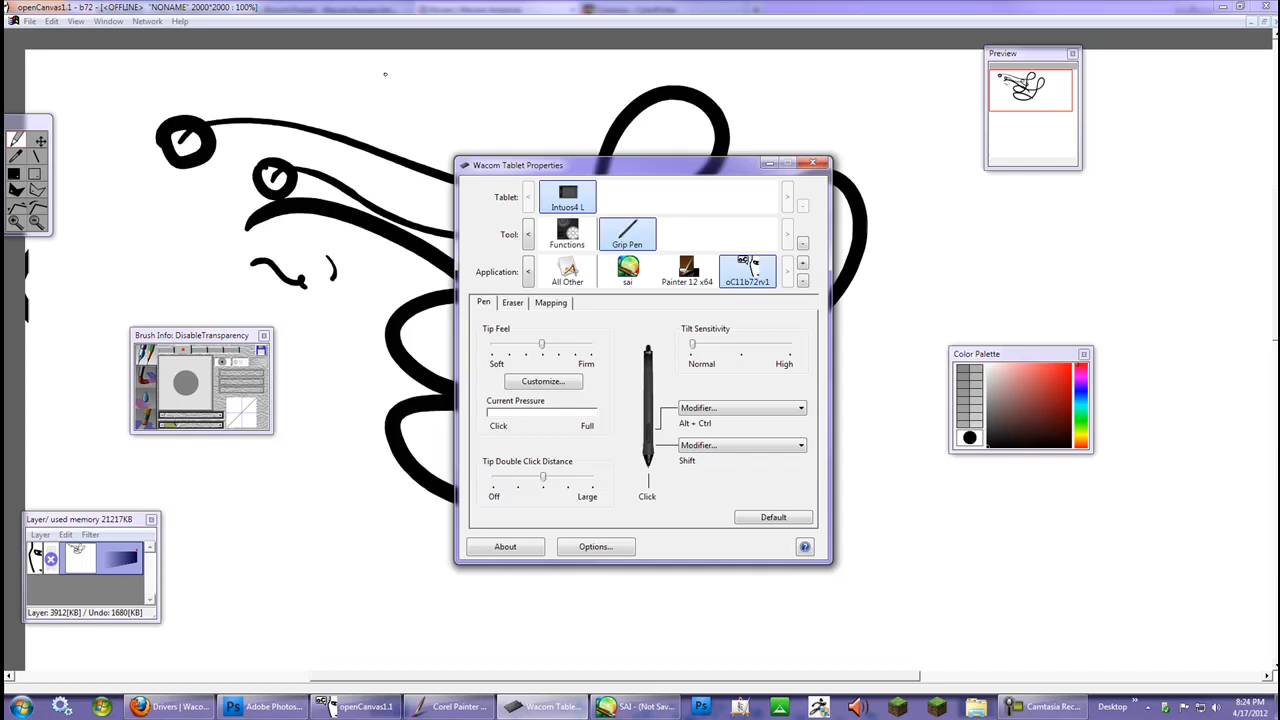 openCanvas1.1 - b72 - [<OFFLINE> "NONAME" 2000*2000 : 100%]
File Edit View Window Network Help
Preview
Wacom Tablet Properties
Tablet:
Intuos4 L
Tool:
Functions
Grip Pen
Application:
All Other
sai
Painter 12 x64
oC11b72rv1
Pen
Eraser
Mapping
Tip Feel
Soft
Firm
Customize...
Current Pressure
Click
Full
Tip Double Click Distance
Off
Large
Tilt Sensitivity
Normal
High
Modifier...
Alt + Ctrl
Modifier...
Shift
Click
Default
About
Options...
Brush Info: DisableTransparency
Color Palette
Layer/ used memory 21217KB
Layer Edit Filter
Layer: 3912[KB] / Undo: 1680[KB]
Drivers | Waco...
Adobe Photos...
openCanvas1.1
Corel Painter ...
Wacom Table...
SAI - (Not Sav...
Camtasia Rec...
Desktop
8:24 PM
4/17/2012